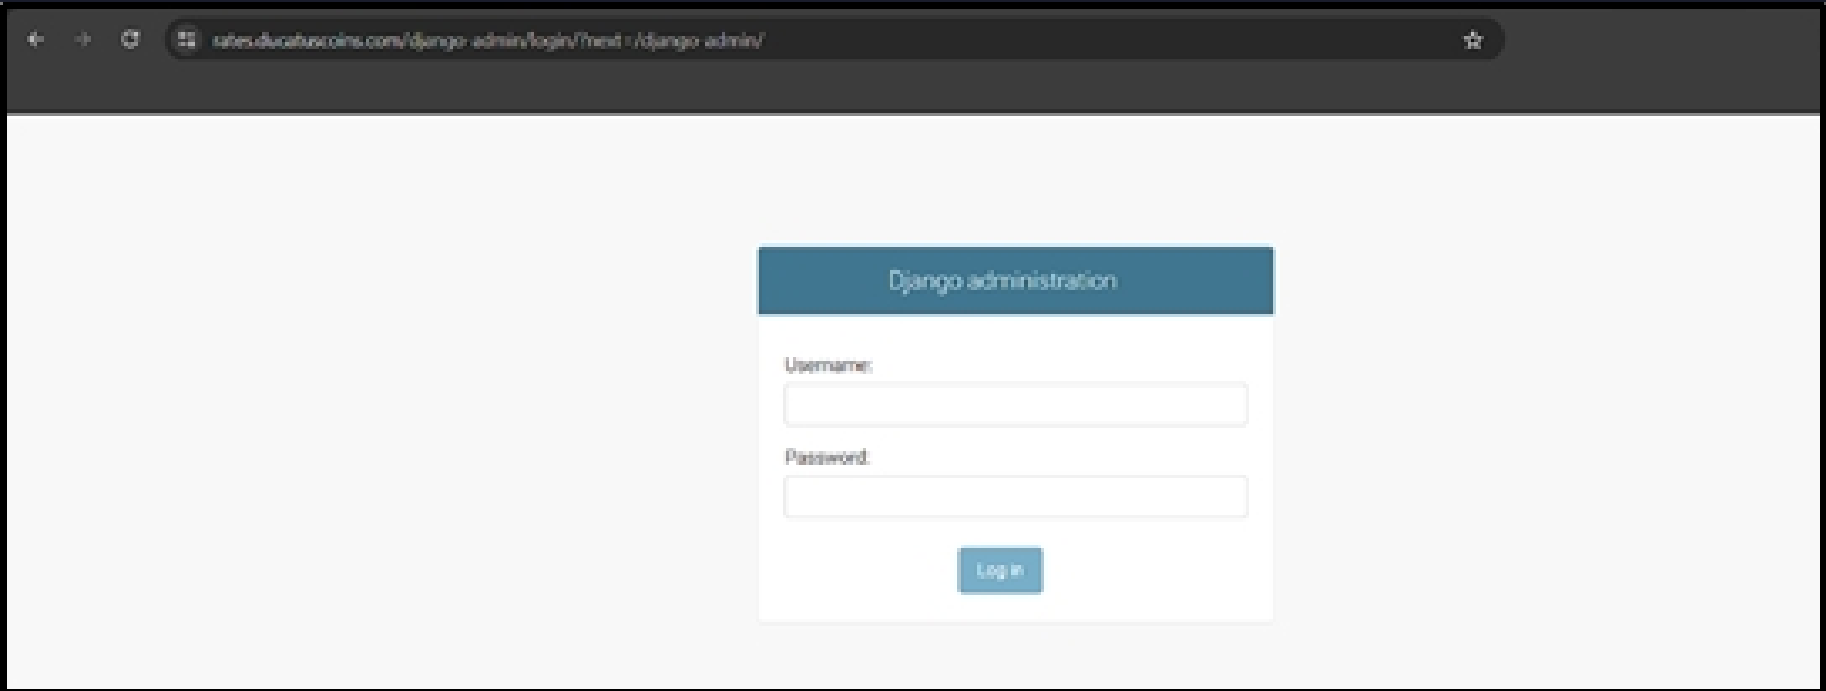 rates.ducatuscoins.com/django-admin/login/?next=/django-admin/
Django administration
Username:
Password:
Log in